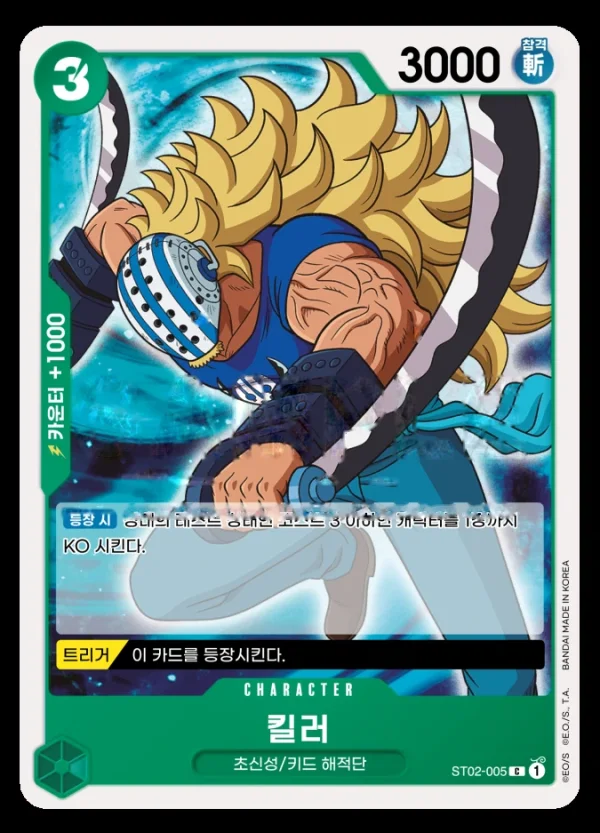 3
3000
참격
斬
카운터 +1000
등장 시
KO 시킨다.
트리거 이 카드를 등장시킨다.
CHARACTER
킬러
초신성/키드 해적단
ST02-005 C 1
©EO/S ©E.O./S., T.A. BANDAI MADE IN KOREA